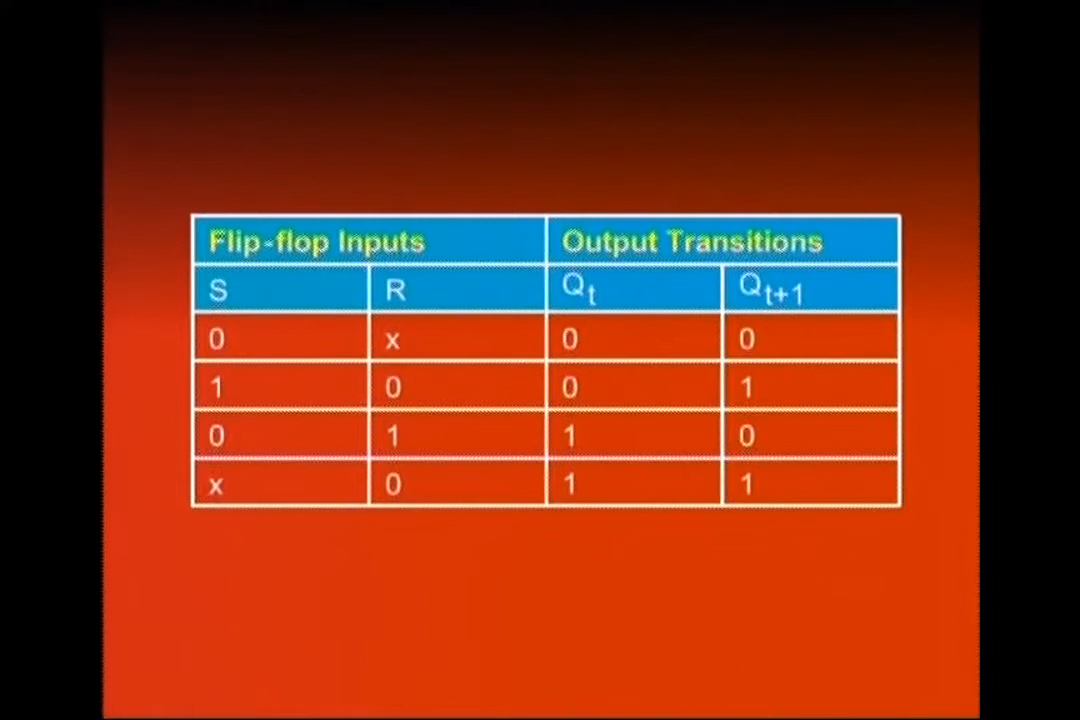 Flip-flop Inputs Output Transitions
S R Qt Qt+1
0 x 0 0
1 0 0 1
0 1 1 0
x 0 1 1